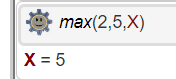 max(2,5,X)
X = 5